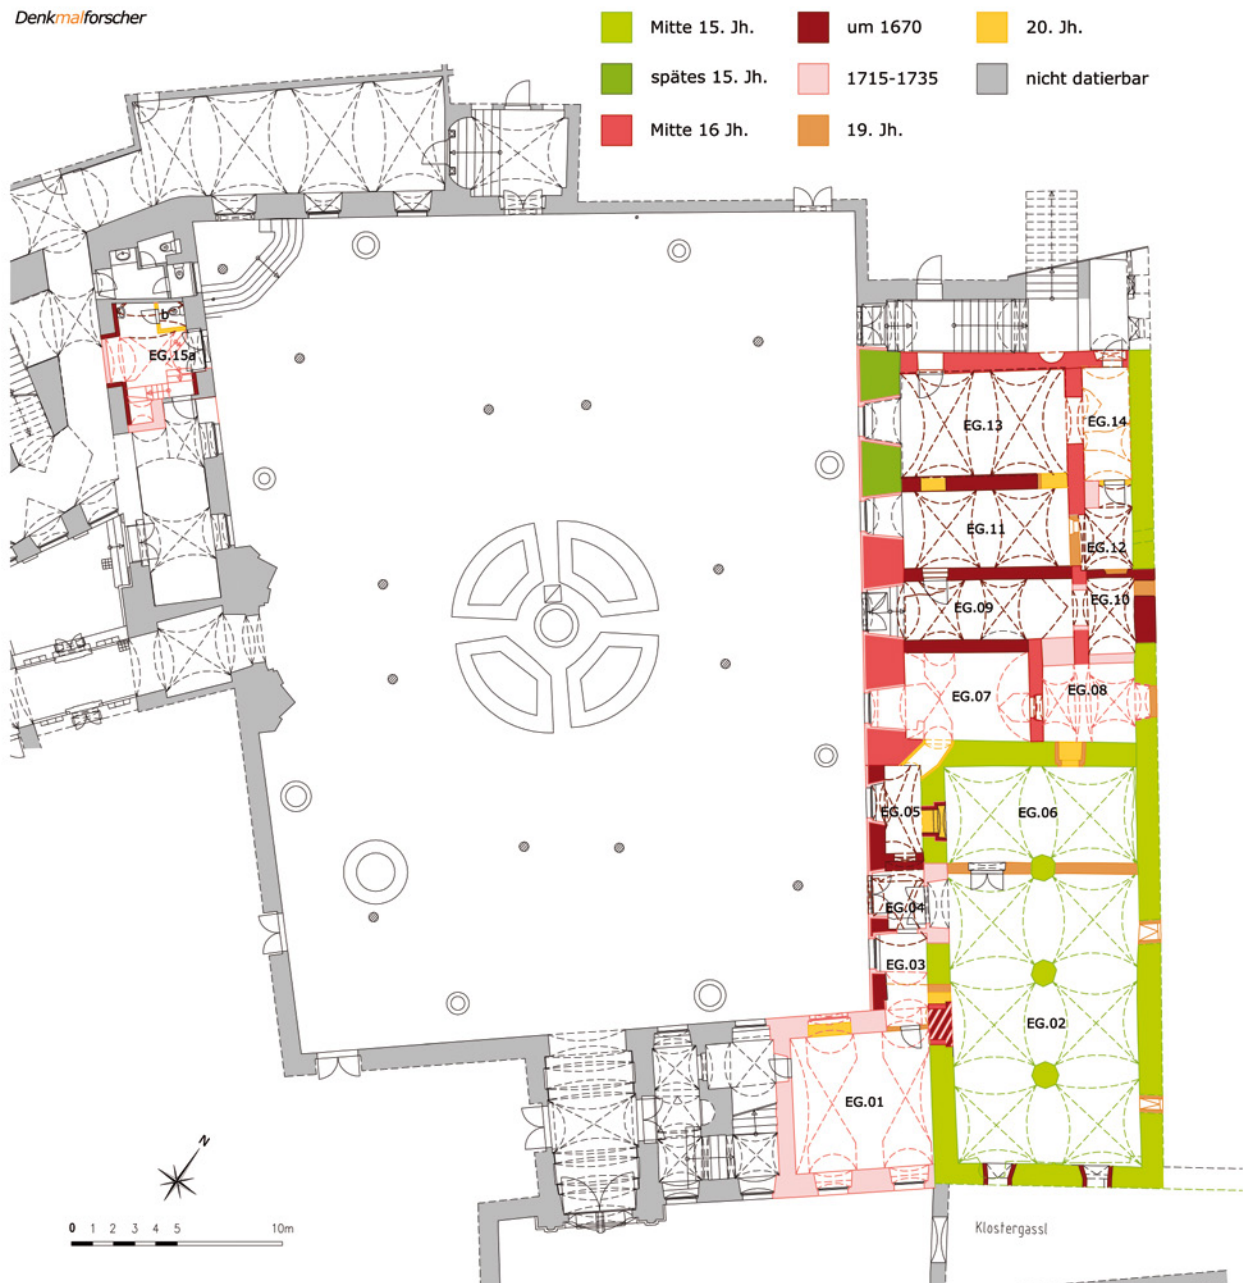 Denkmalforscher
Mitte 15. Jh.
um 1670
20. Jh.
spätes 15. Jh.
1715-1735
nicht datierbar
Mitte 16 Jh.
19. Jh.
b
EG.15a
EG.13
EG.14
EG.11
EG.12
EG.09
EG.10
EG.07
EG.08
EG.05
EG.06
EG.04
EG.03
EG.02
EG.01
N
0 1 2 3 4 5 10m
Klostergassl